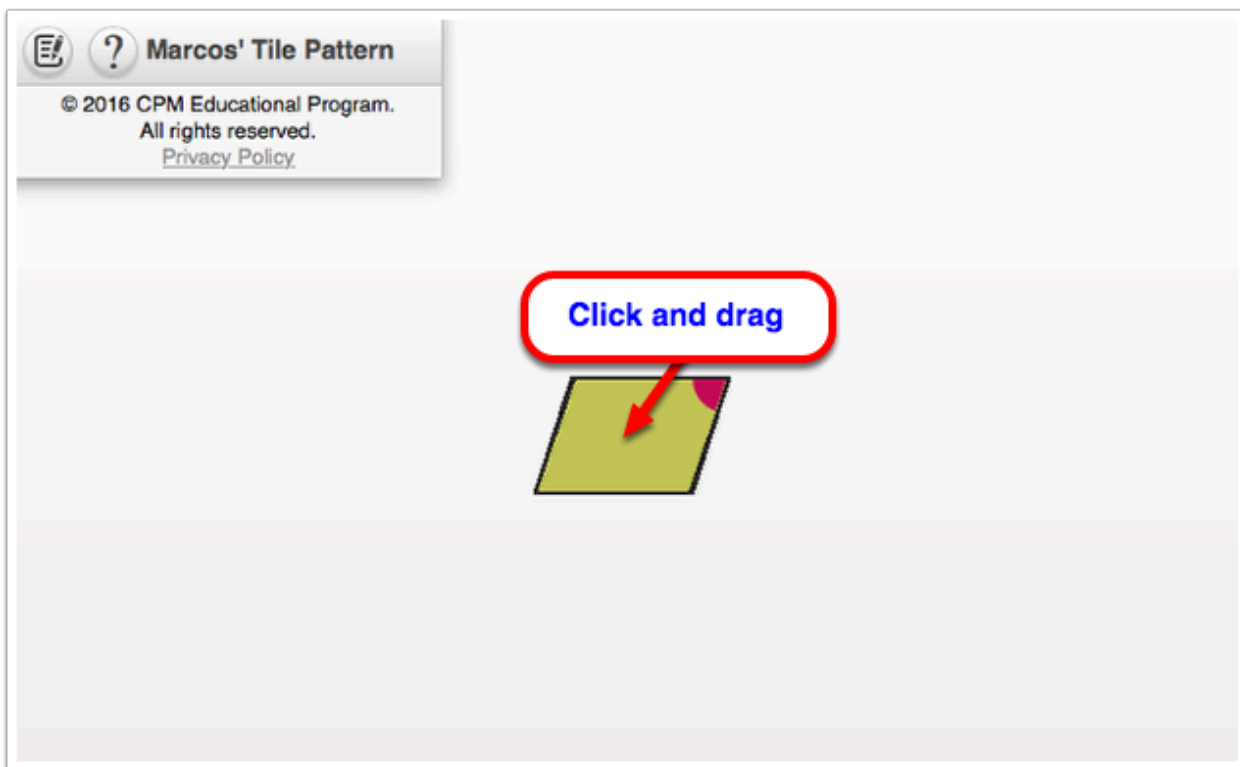 ? Marcos' Tile Pattern
© 2016 CPM Educational Program.
All rights reserved.
Privacy Policy
Click and drag